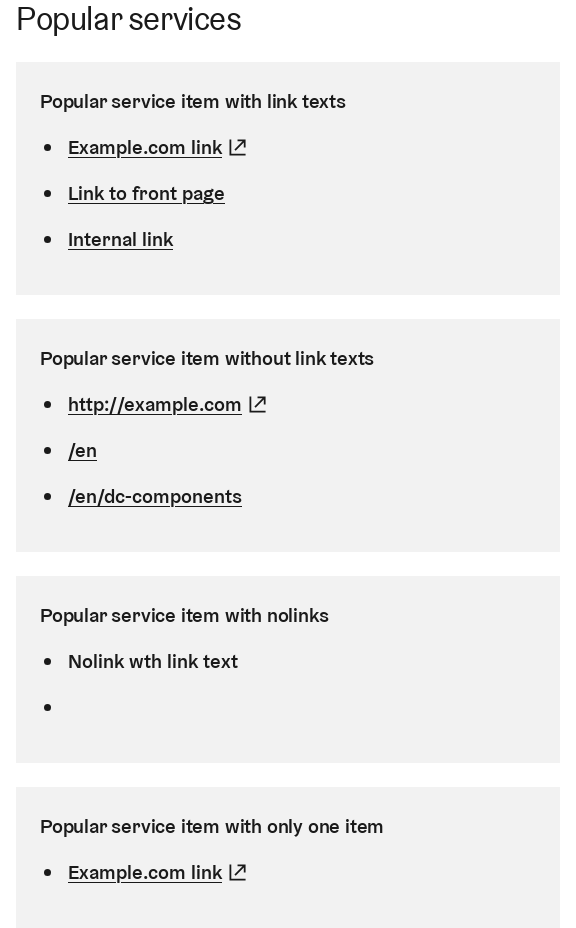 Popular services
Popular service item with link texts
Example.com link
Link to front page
Internal link
Popular service item without link texts
http://example.com
/en
/en/dc-components
Popular service item with nolinks
Nolink wth link text
Popular service item with only one item
Example.com link